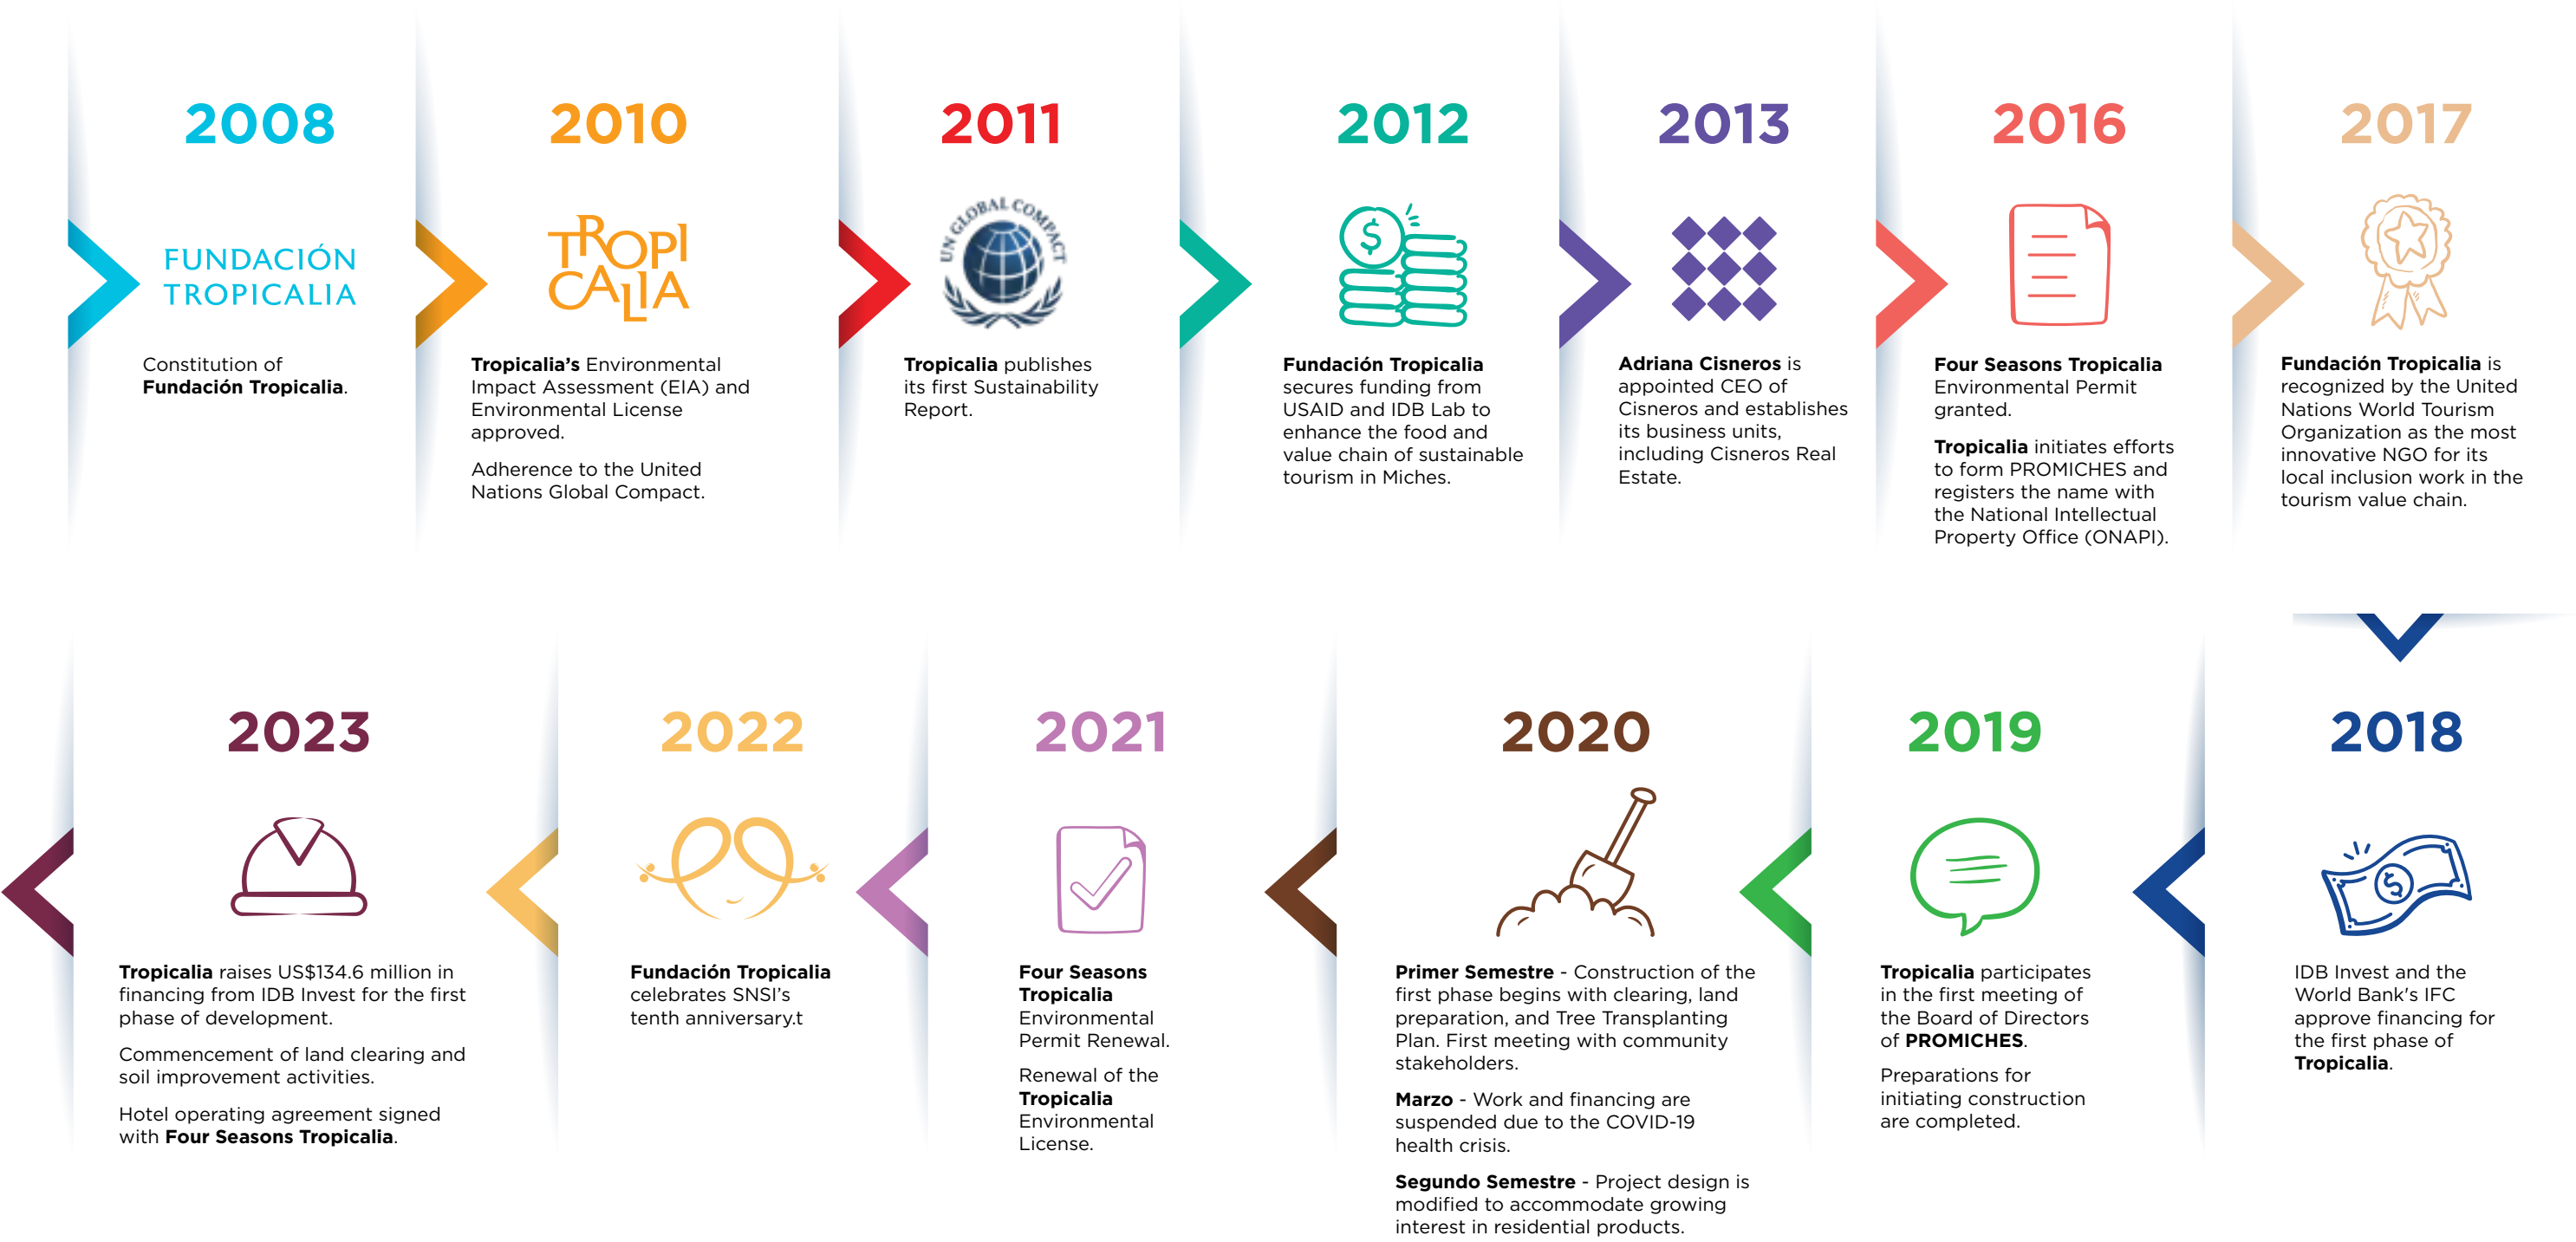 2008
FUNDACIÓN
TROPICALIA
Constitution of
Fundación Tropicalia.
2010
TROPI
CALIA
Tropicalia’s Environmental
Impact Assessment (EIA) and
Environmental License
approved.
Adherence to the United
Nations Global Compact.
2011
UN GLOBAL COMPACT
Tropicalia publishes
its first Sustainability
Report.
2012
$
Fundación Tropicalia
secures funding from
USAID and IDB Lab to
enhance the food and
value chain of sustainable
tourism in Miches.
2013
Adriana Cisneros is
appointed CEO of
Cisneros and establishes
its business units,
including Cisneros Real
Estate.
2016
Four Seasons Tropicalia
Environmental Permit
granted.
Tropicalia initiates efforts
to form PROMICHES and
registers the name with
the National Intellectual
Property Office (ONAPI).
2017
Fundación Tropicalia is
recognized by the United
Nations World Tourism
Organization as the most
innovative NGO for its
local inclusion work in the
tourism value chain.
2018
$
IDB Invest and the
World Bank's IFC
approve financing for
the first phase of
Tropicalia.
2019
Tropicalia participates
in the first meeting of
the Board of Directors
of PROMICHES.
Preparations for
initiating construction
are completed.
2020
Primer Semestre - Construction of the
first phase begins with clearing, land
preparation, and Tree Transplanting
Plan. First meeting with community
stakeholders.
Marzo - Work and financing are
suspended due to the COVID-19
health crisis.
Segundo Semestre - Project design is
modified to accommodate growing
interest in residential products.
2021
Four Seasons
Tropicalia
Environmental
Permit Renewal.
Renewal of the
Tropicalia
Environmental
License.
2022
Fundación Tropicalia
celebrates SNSI’s
tenth anniversary.t
2023
Tropicalia raises US$134.6 million in
financing from IDB Invest for the first
phase of development.
Commencement of land clearing and
soil improvement activities.
Hotel operating agreement signed
with Four Seasons Tropicalia.